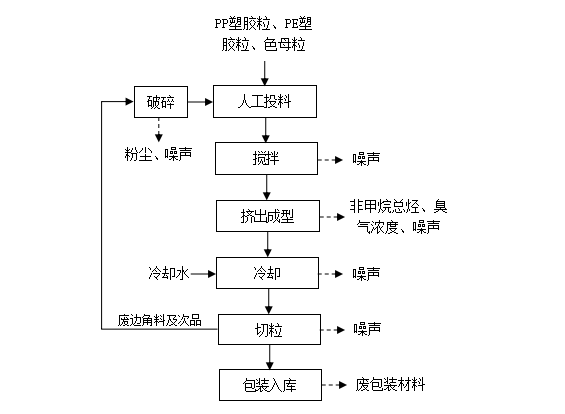 PP塑胶粒、PE塑
胶粒、色母粒
破碎
人工投料
粉尘、噪声
搅拌
噪声
挤出成型
非甲烷总烃、臭
气浓度、噪声
冷却水
冷却
噪声
废边角料及次品
切粒
噪声
包装入库
废包装材料